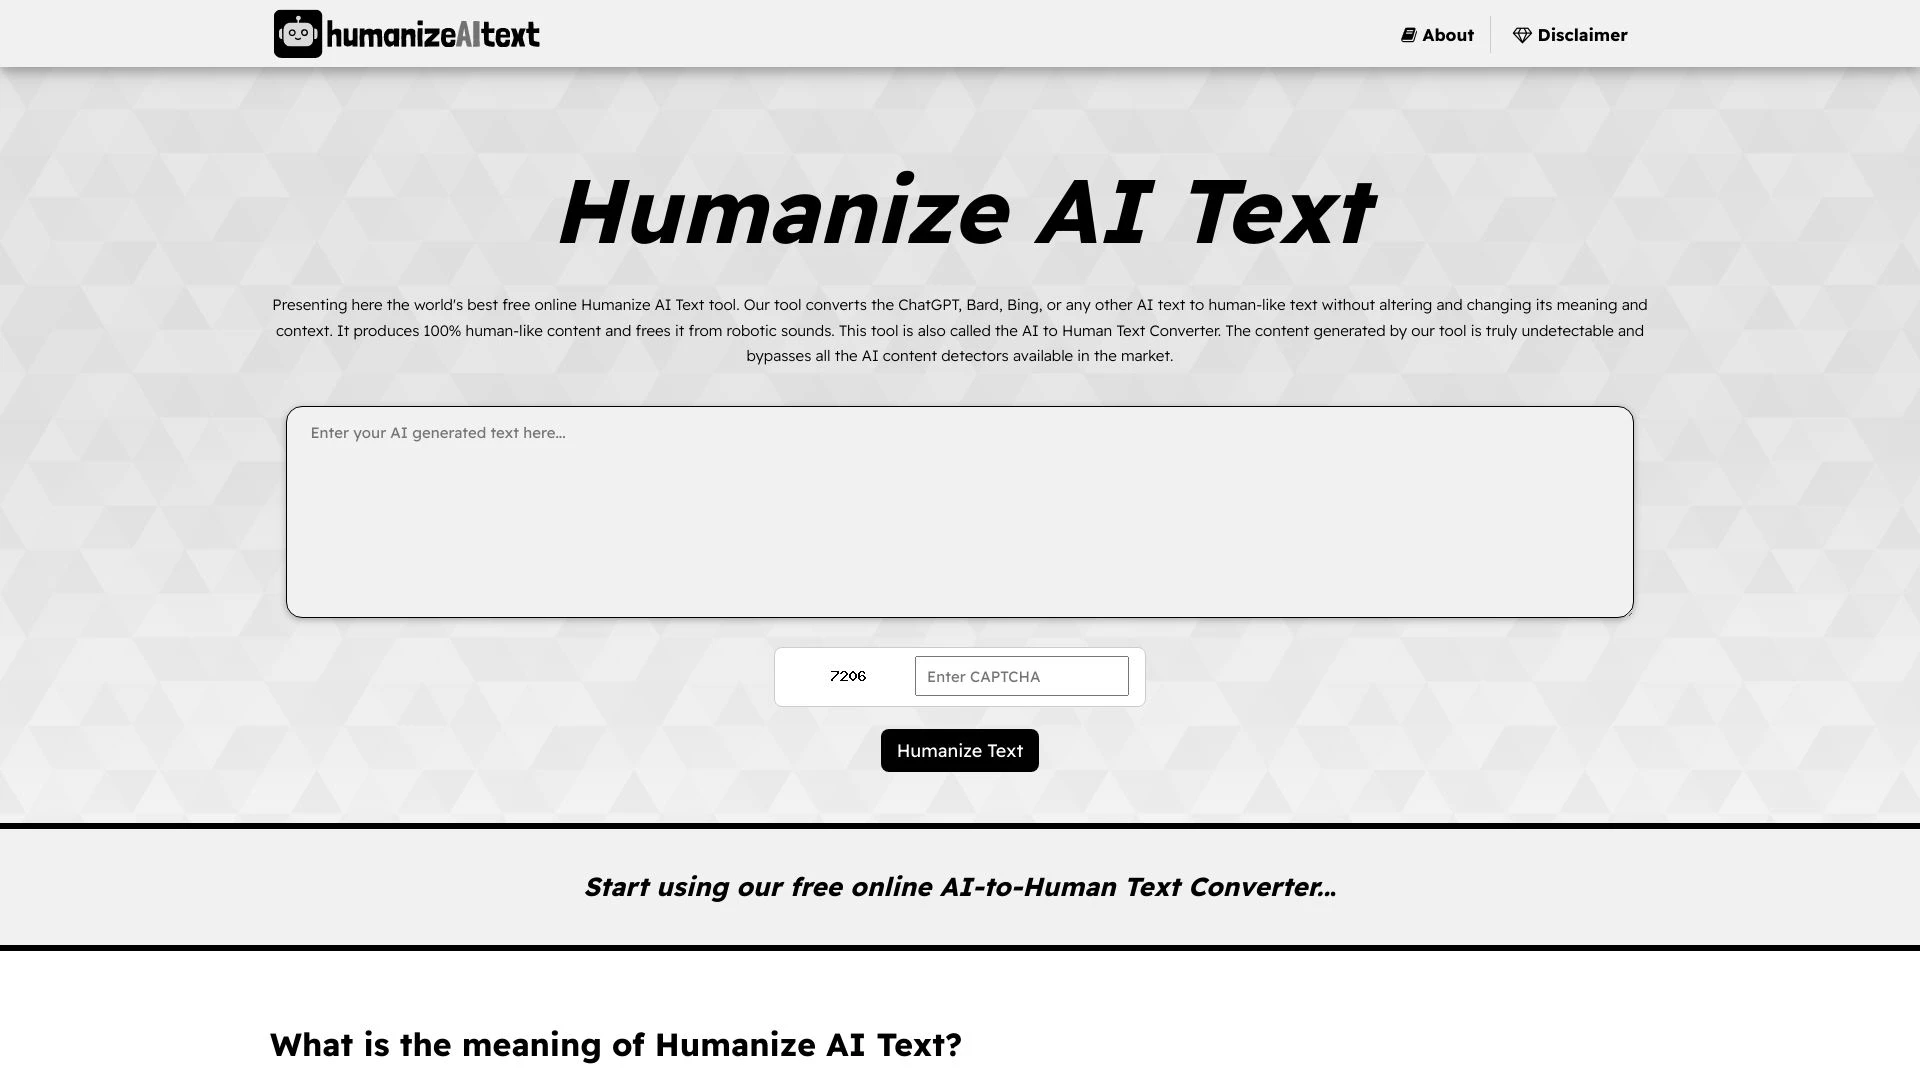 humanizeAItext
About
Disclaimer
Humanize AI Text
Presenting here the world's best free online Humanize AI Text tool. Our tool converts the ChatGPT, Bard, Bing, or any other AI text to human-like text without altering and changing its meaning and
context. It produces 100% human-like content and frees it from robotic sounds. This tool is also called the AI to Human Text Converter. The content generated by our tool is truly undetectable and
bypasses all the AI content detectors available in the market.
Enter your AI generated text here...
7206
Enter CAPTCHA
Humanize Text
Start using our free online AI-to-Human Text Converter...
What is the meaning of Humanize AI Text?